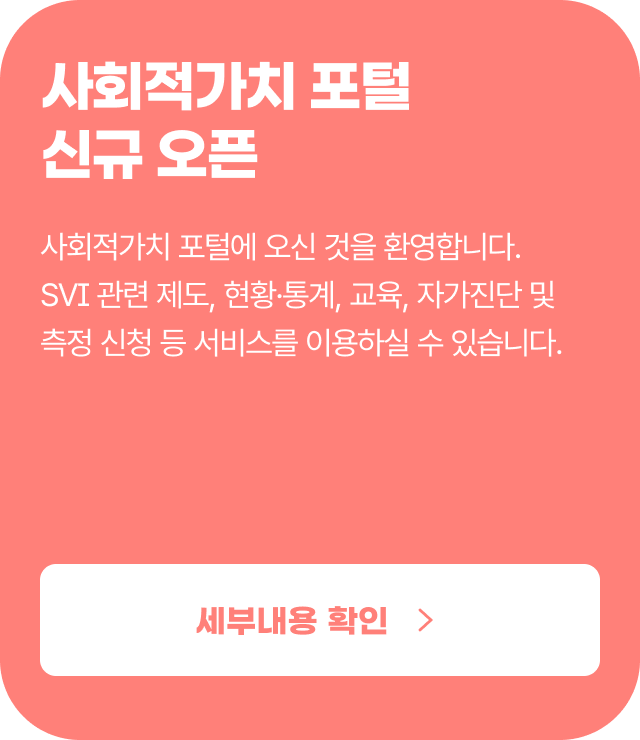 사회적가치 포털
신규 오픈
사회적가치 포털에 오신 것을 환영합니다.
SVI 관련 제도, 현황·통계, 교육, 자가진단 및
측정 신청 등 서비스를 이용하실 수 있습니다.
세부내용 확인